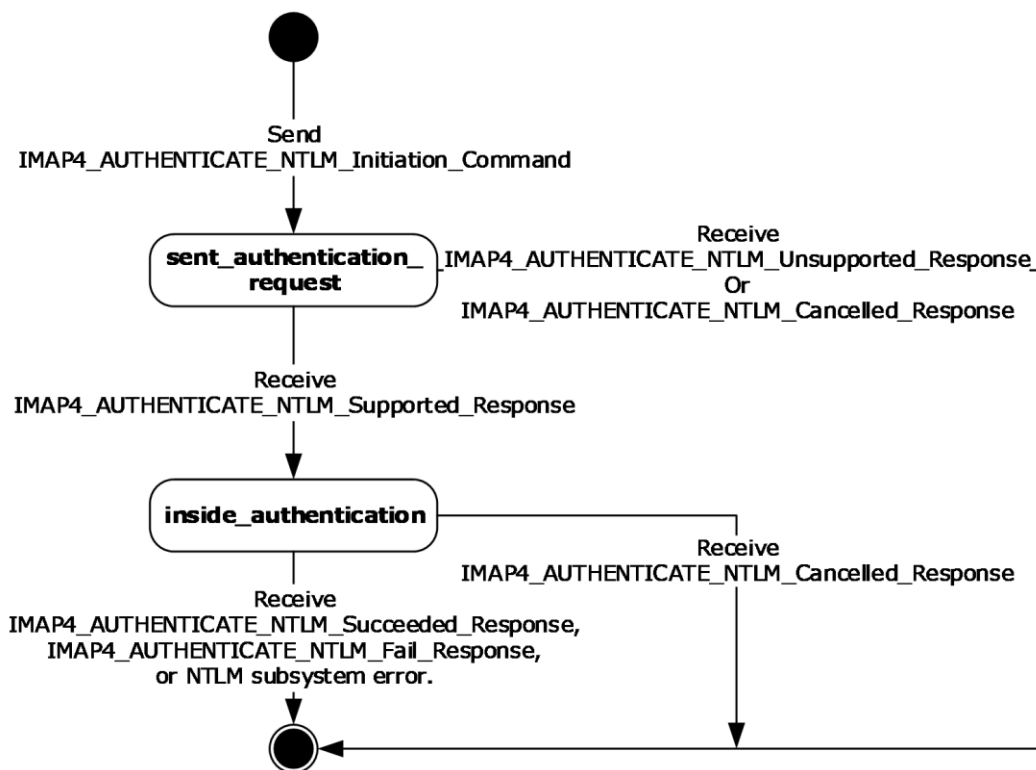 Send
IMAP4_AUTHENTICATE_NTLM_Initiation_Command
sent_authentication_
request
Receive
IMAP4_AUTHENTICATE_NTLM_Unsupported_Response
Or
IMAP4_AUTHENTICATE_NTLM_Cancelled_Response
Receive
IMAP4_AUTHENTICATE_NTLM_Supported_Response
inside_authentication
Receive
IMAP4_AUTHENTICATE_NTLM_Cancelled_Response
Receive
IMAP4_AUTHENTICATE_NTLM_Succeeded_Response,
IMAP4_AUTHENTICATE_NTLM_Fail_Response,
or NTLM subsystem error.